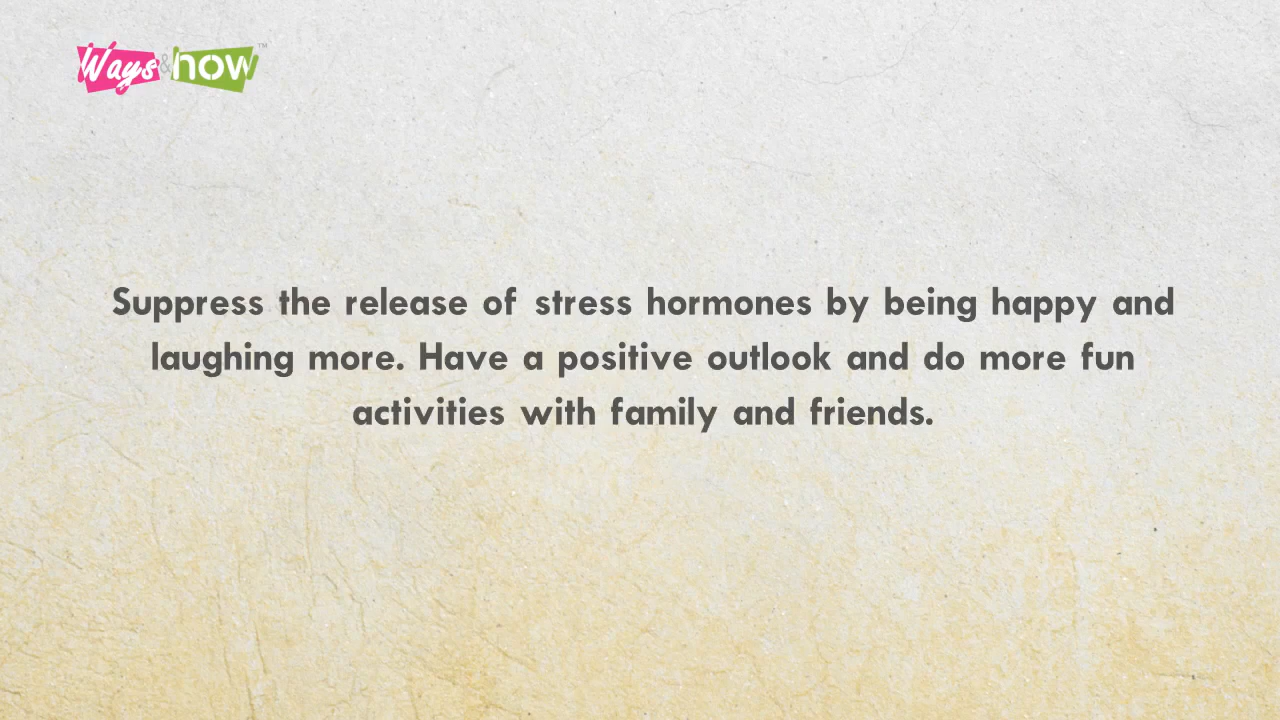 Ways&how™
Suppress the release of stress hormones by being happy and
laughing more. Have a positive outlook and do more fun
activities with family and friends.